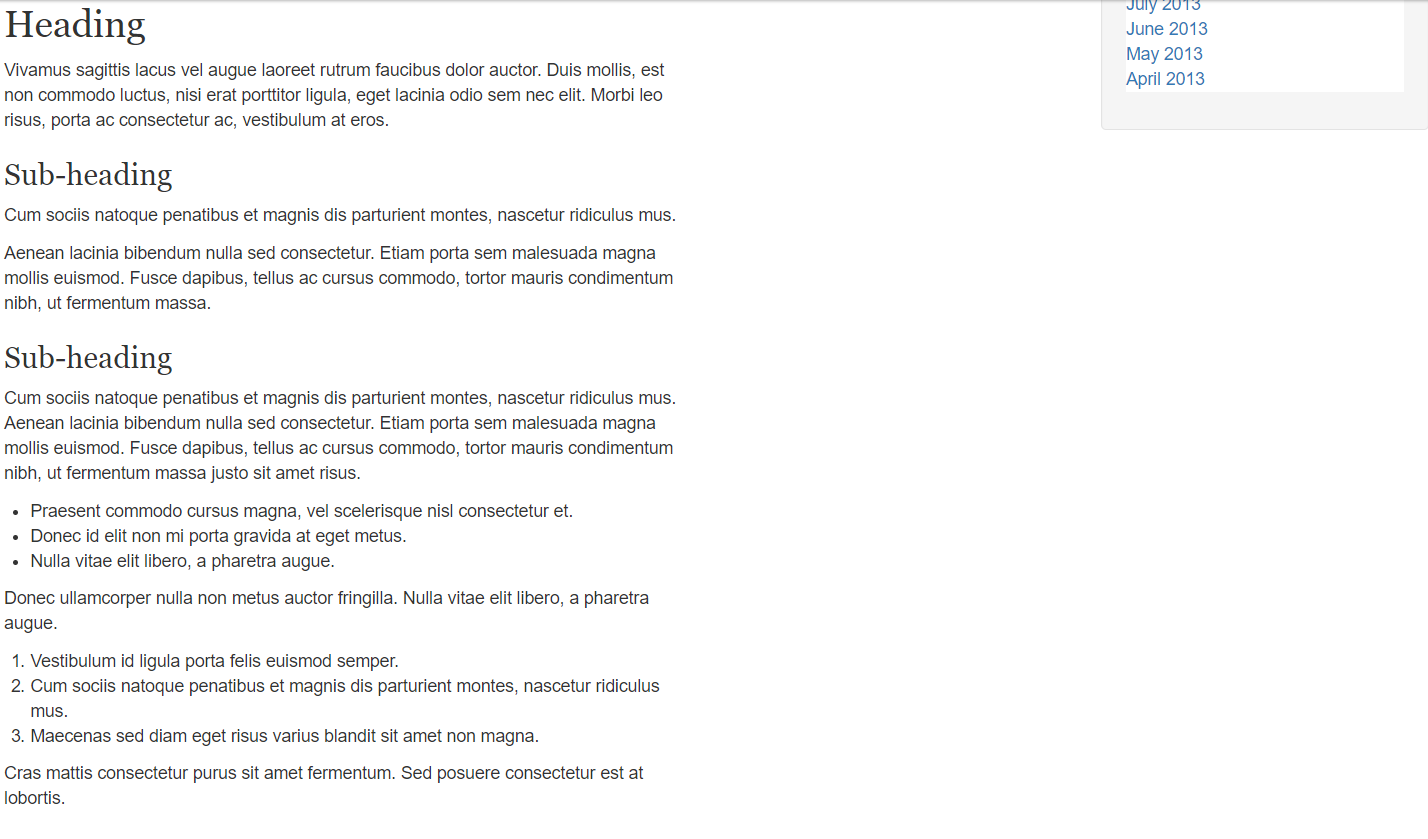 Heading
Vivamus sagittis lacus vel augue laoreet rutrum faucibus dolor auctor. Duis mollis, est
non commodo luctus, nisi erat porttitor ligula, eget lacinia odio sem nec elit. Morbi leo
risus, porta ac consectetur ac, vestibulum at eros.
Sub-heading
Cum sociis natoque penatibus et magnis dis parturient montes, nascetur ridiculus mus.
Aenean lacinia bibendum nulla sed consectetur. Etiam porta sem malesuada magna
mollis euismod. Fusce dapibus, tellus ac cursus commodo, tortor mauris condimentum
nibh, ut fermentum massa.
Sub-heading
Cum sociis natoque penatibus et magnis dis parturient montes, nascetur ridiculus mus.
Aenean lacinia bibendum nulla sed consectetur. Etiam porta sem malesuada magna
mollis euismod. Fusce dapibus, tellus ac cursus commodo, tortor mauris condimentum
nibh, ut fermentum massa justo sit amet risus.
• Praesent commodo cursus magna, vel scelerisque nisl consectetur et.
• Donec id elit non mi porta gravida at eget metus.
• Nulla vitae elit libero, a pharetra augue.
Donec ullamcorper nulla non metus auctor fringilla. Nulla vitae elit libero, a pharetra
augue.
1. Vestibulum id ligula porta felis euismod semper.
2. Cum sociis natoque penatibus et magnis dis parturient montes, nascetur ridiculus
mus.
3. Maecenas sed diam eget risus varius blandit sit amet non magna.
Cras mattis consectetur purus sit amet fermentum. Sed posuere consectetur est at
lobortis.
July 2013
June 2013
May 2013
April 2013